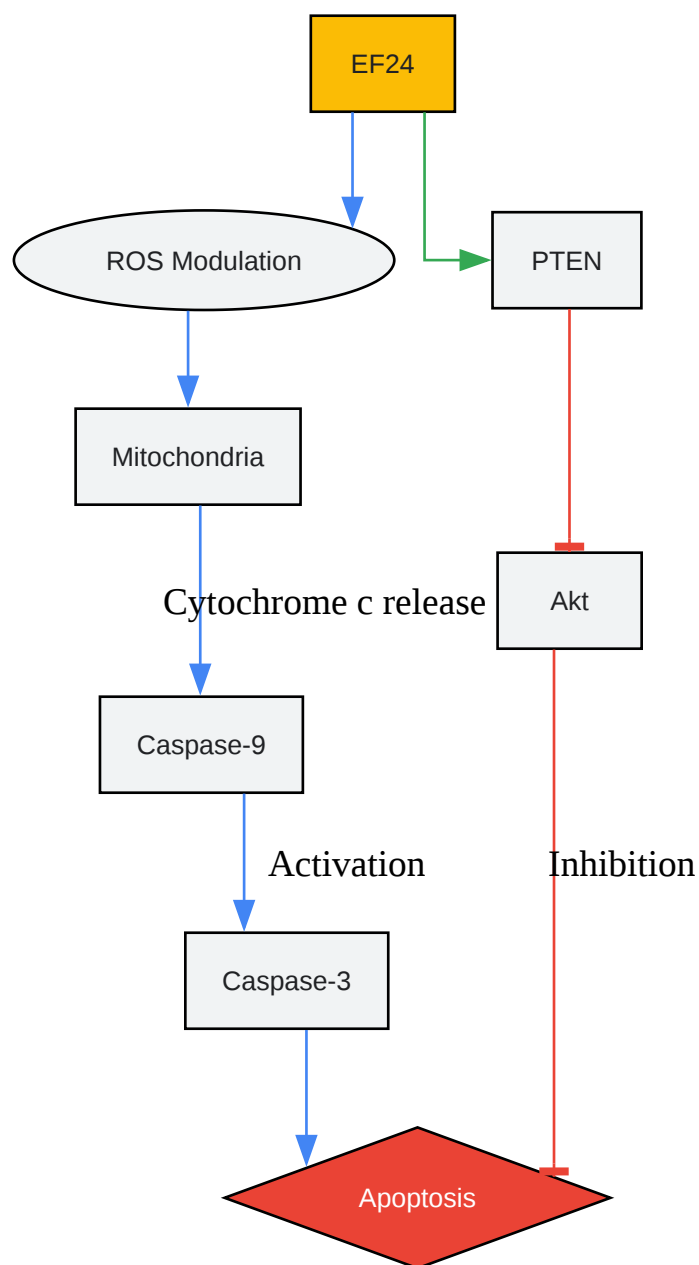 EF24
ROS Modulation
PTEN
Mitochondria
Cytochrome c release
Akt
Caspase-9
Activation
Inhibition
Caspase-3
Apoptosis